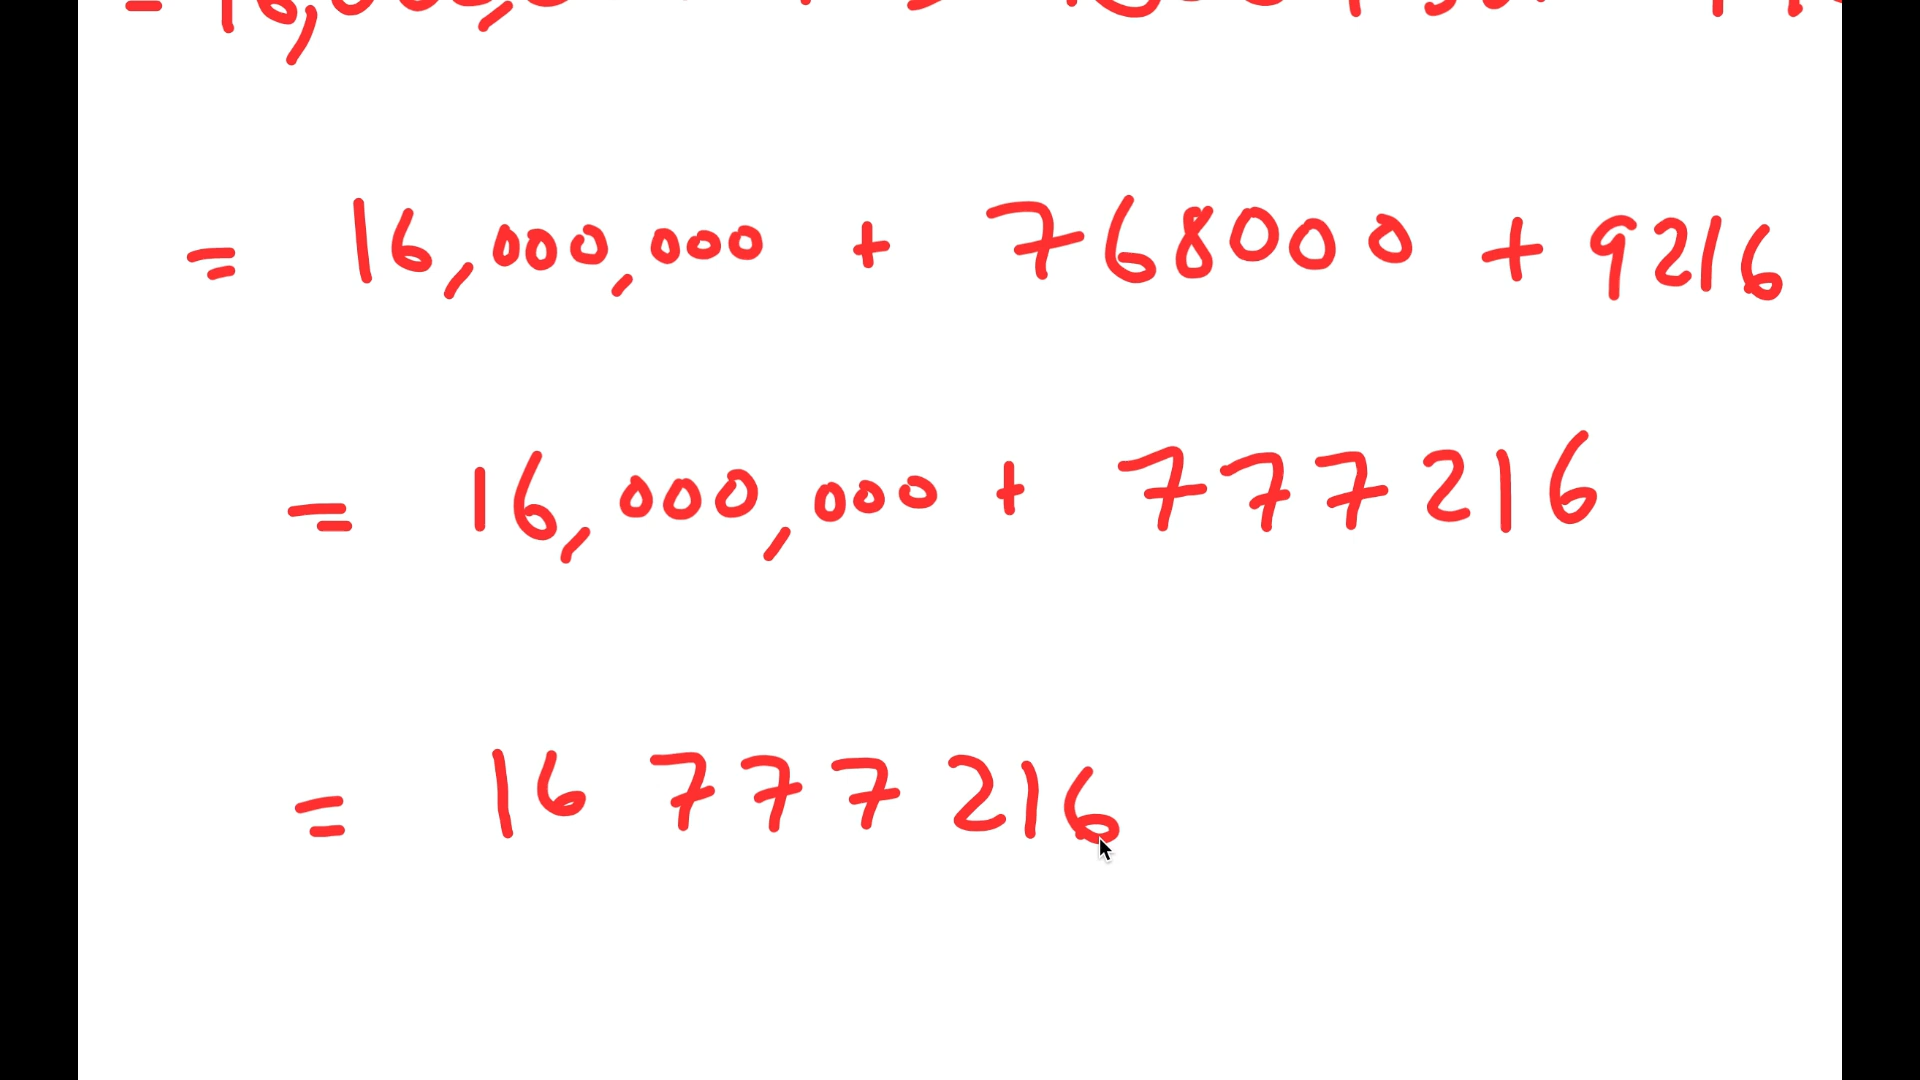 = 16,000,000 + 768000 + 9216
= 16,000,000 + 777216
= 16 777 216